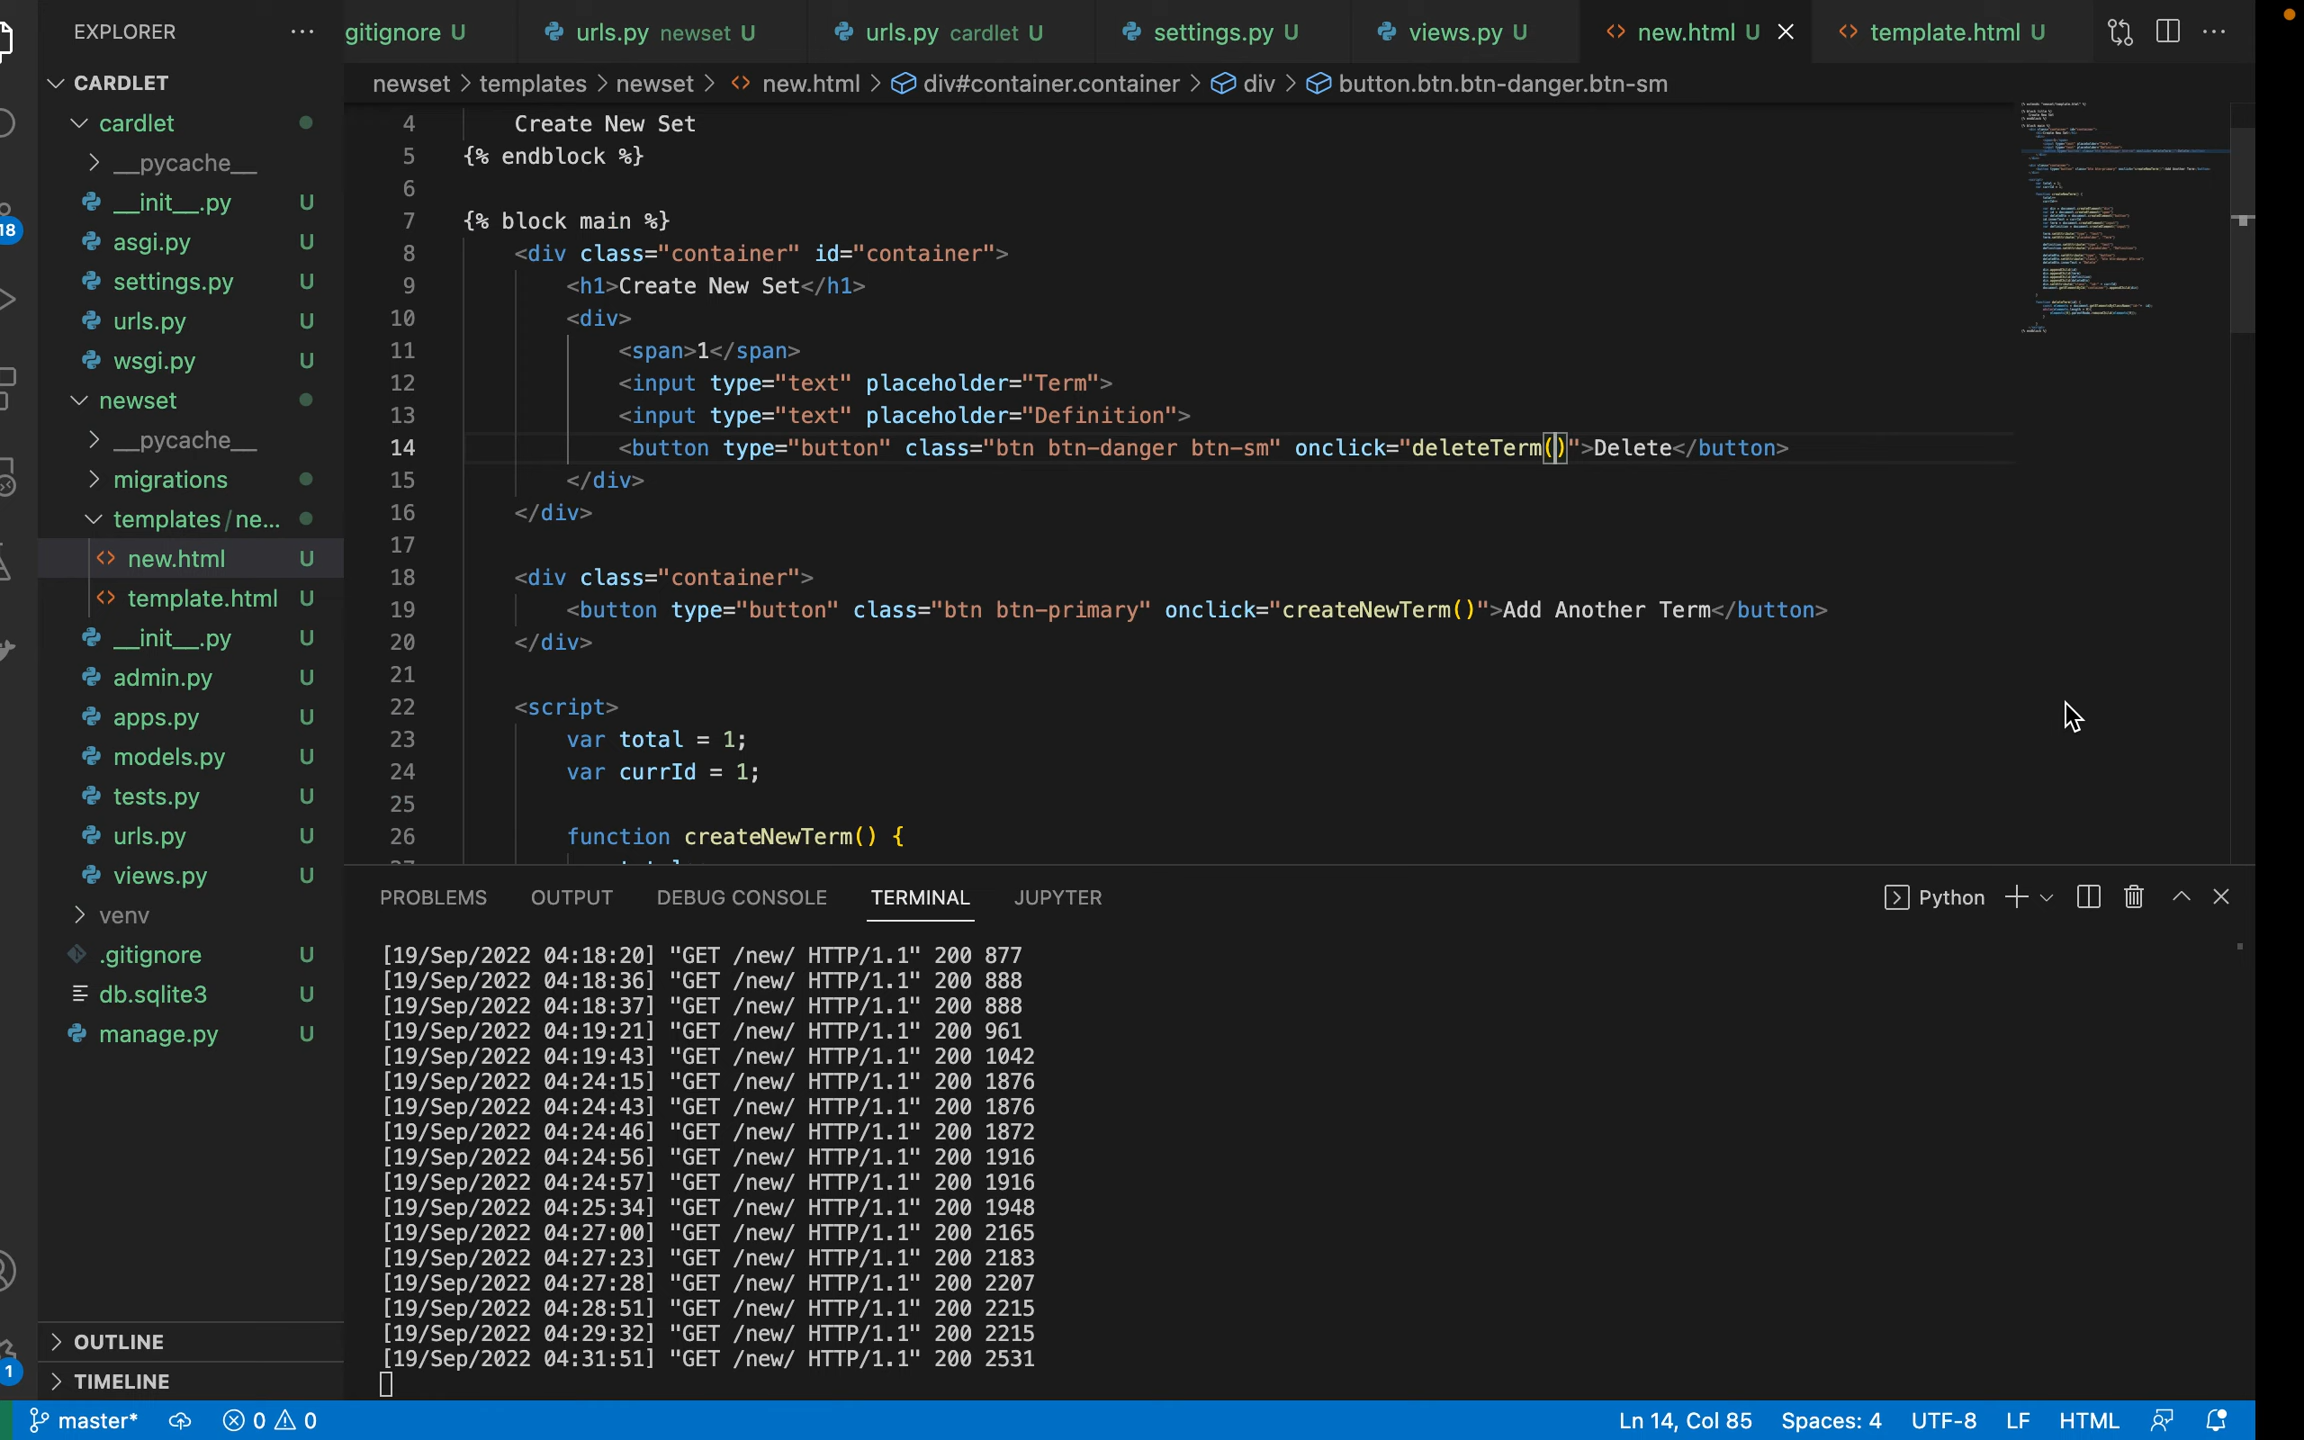 EXPLORER
gitignore U
urls.py newset U
urls.py cardlet U
settings.py U
views.py U
new.html U
template.html U
CARDLET
newset > templates > newset > new.html > div#container.container > div > button.btn.btn-danger.btn-sm
cardlet
__pycache__
__init__.py U
asgi.py U
settings.py U
urls.py U
wsgi.py U
newset
__pycache__
migrations
templates/ne...
new.html U
template.html U
__init__.py U
admin.py U
apps.py U
models.py U
tests.py U
urls.py U
views.py U
venv
.gitignore U
db.sqlite3 U
manage.py U
OUTLINE
TIMELINE
18
1
4 Create New Set
5 {% endblock %}
6
7 {% block main %}
8 <div class="container" id="container">
9 <h1>Create New Set</h1>
10 <div>
11 <span>1</span>
12 <input type="text" placeholder="Term">
13 <input type="text" placeholder="Definition">
14 <button type="button" class="btn btn-danger btn-sm" onclick="deleteTerm()">Delete</button>
15 </div>
16 </div>
17
18 <div class="container">
19 <button type="button" class="btn btn-primary" onclick="createNewTerm()">Add Another Term</button>
20 </div>
21
22 <script>
23 var total = 1;
24 var currId = 1;
25
26 function createNewTerm() {
PROBLEMS OUTPUT DEBUG CONSOLE TERMINAL JUPYTER
Python
[19/Sep/2022 04:18:20] "GET /new/ HTTP/1.1" 200 877
[19/Sep/2022 04:18:36] "GET /new/ HTTP/1.1" 200 888
[19/Sep/2022 04:18:37] "GET /new/ HTTP/1.1" 200 888
[19/Sep/2022 04:19:21] "GET /new/ HTTP/1.1" 200 961
[19/Sep/2022 04:19:43] "GET /new/ HTTP/1.1" 200 1042
[19/Sep/2022 04:24:15] "GET /new/ HTTP/1.1" 200 1876
[19/Sep/2022 04:24:43] "GET /new/ HTTP/1.1" 200 1876
[19/Sep/2022 04:24:46] "GET /new/ HTTP/1.1" 200 1872
[19/Sep/2022 04:24:56] "GET /new/ HTTP/1.1" 200 1916
[19/Sep/2022 04:24:57] "GET /new/ HTTP/1.1" 200 1916
[19/Sep/2022 04:25:34] "GET /new/ HTTP/1.1" 200 1948
[19/Sep/2022 04:27:00] "GET /new/ HTTP/1.1" 200 2165
[19/Sep/2022 04:27:23] "GET /new/ HTTP/1.1" 200 2183
[19/Sep/2022 04:27:28] "GET /new/ HTTP/1.1" 200 2207
[19/Sep/2022 04:28:51] "GET /new/ HTTP/1.1" 200 2215
[19/Sep/2022 04:29:32] "GET /new/ HTTP/1.1" 200 2215
[19/Sep/2022 04:31:51] "GET /new/ HTTP/1.1" 200 2531
master* 0 0 Ln 14, Col 85 Spaces: 4 UTF-8 LF HTML